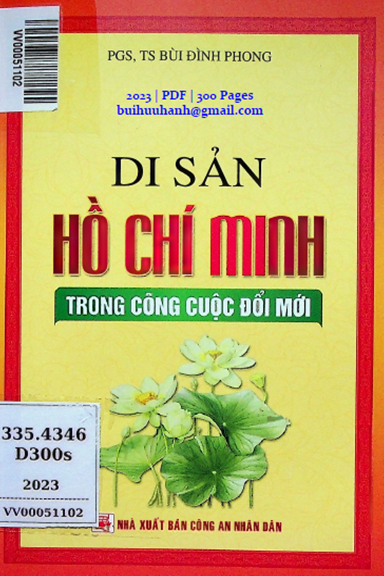 VV00051102
PGS, TS BÙI ĐÌNH PHONG
2023 | PDF | 300 Pages
buihuuhanh@gmail.com
DI SẢN
HỒ CHÍ MINH
TRONG CÔNG CUỘC ĐỔI MỚI
335.4346
D300s
2023
VV00051102
NHÀ XUẤT BẢN CÔNG AN NHÂN DÂN